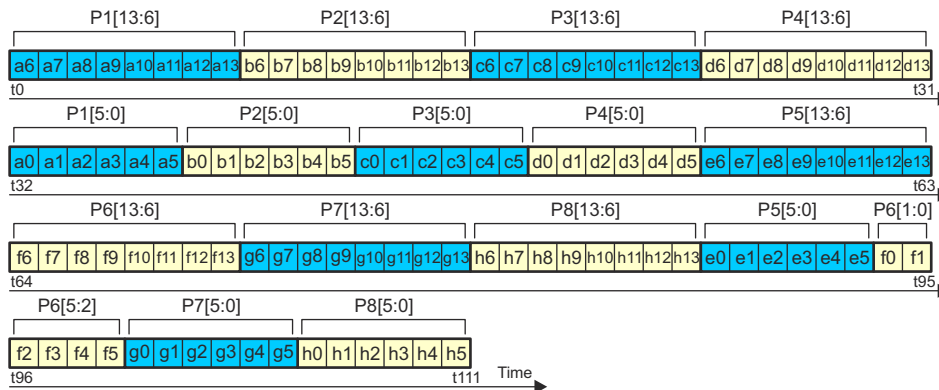 P1[13:6] P2[13:6] P3[13:6] P4[13:6]
a6 a7 a8 a9 a10 a11 a12 a13 b6 b7 b8 b9 b10 b11 b12 b13 c6 c7 c8 c9 c10 c11 c12 c13 d6 d7 d8 d9 d10 d11 d12 d13
t0 t31
P1[5:0] P2[5:0] P3[5:0] P4[5:0] P5[13:6]
a0 a1 a2 a3 a4 a5 b0 b1 b2 b3 b4 b5 c0 c1 c2 c3 c4 c5 d0 d1 d2 d3 d4 d5 e6 e7 e8 e9 e10 e11 e12 e13
t32 t63
P6[13:6] P7[13:6] P8[13:6] P5[5:0] P6[1:0]
f6 f7 f8 f9 f10 f11 f12 f13 g6 g7 g8 g9 g10 g11 g12 g13 h6 h7 h8 h9 h10 h11 h12 h13 e0 e1 e2 e3 e4 e5 f0 f1
t64 t95
P6[5:2] P7[5:0] P8[5:0]
f2 f3 f4 f5 g0 g1 g2 g3 g4 g5 h0 h1 h2 h3 h4 h5
t96 t111 Time